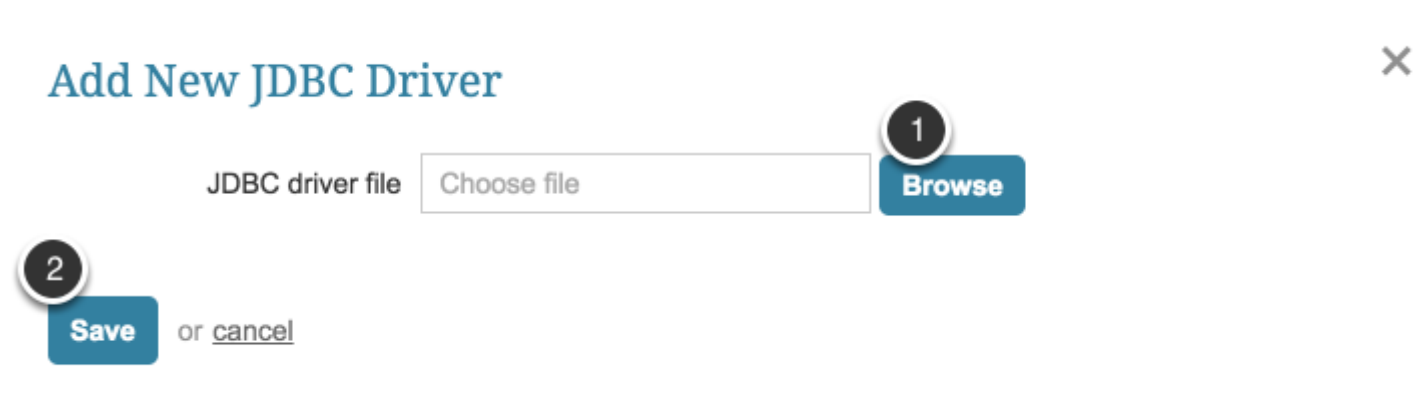 Add New JDBC Driver
×
1
JDBC driver file Choose file Browse
2
Save or cancel